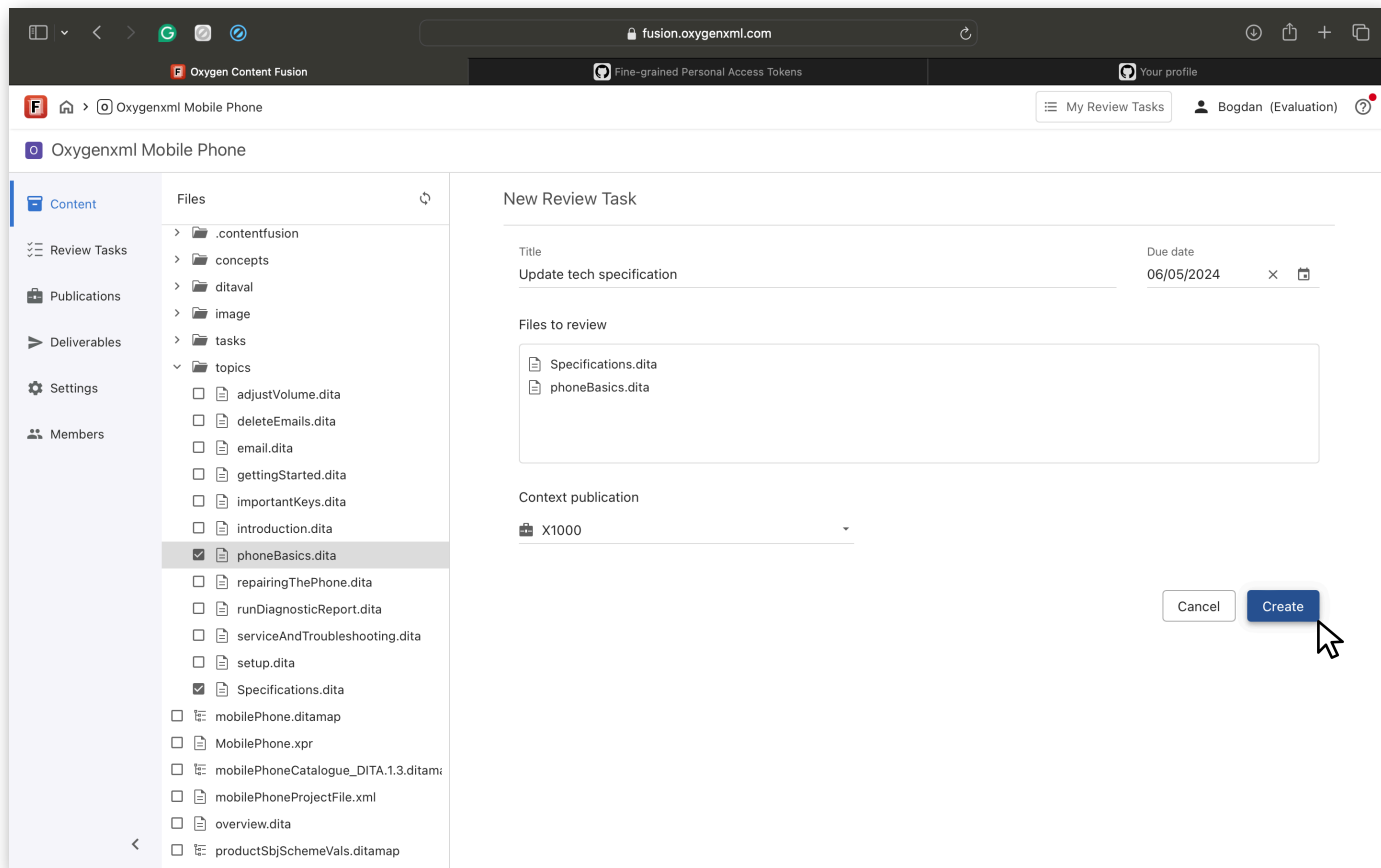 fusion.oxygenxml.com
F Oxygen Content Fusion
Fine-grained Personal Access Tokens
Your profile
F > O Oxygenxml Mobile Phone
My Review Tasks
Bogdan (Evaluation)
O Oxygenxml Mobile Phone
Content
Review Tasks
Publications
Deliverables
Settings
Members
Files
.contentfusion
concepts
ditaval
image
tasks
topics
adjustVolume.dita
deleteEmails.dita
email.dita
gettingStarted.dita
importantKeys.dita
introduction.dita
phoneBasics.dita
repairingThePhone.dita
runDiagnosticReport.dita
serviceAndTroubleshooting.dita
setup.dita
Specifications.dita
mobilePhone.ditamap
MobilePhone.xpr
mobilePhoneCatalogue_DITA.1.3.ditama
mobilePhoneProjectFile.xml
overview.dita
productSbjSchemeVals.ditamap
New Review Task
Title
Update tech specification
Due date
06/05/2024
Files to review
Specifications.dita
phoneBasics.dita
Context publication
X1000
Cancel
Create